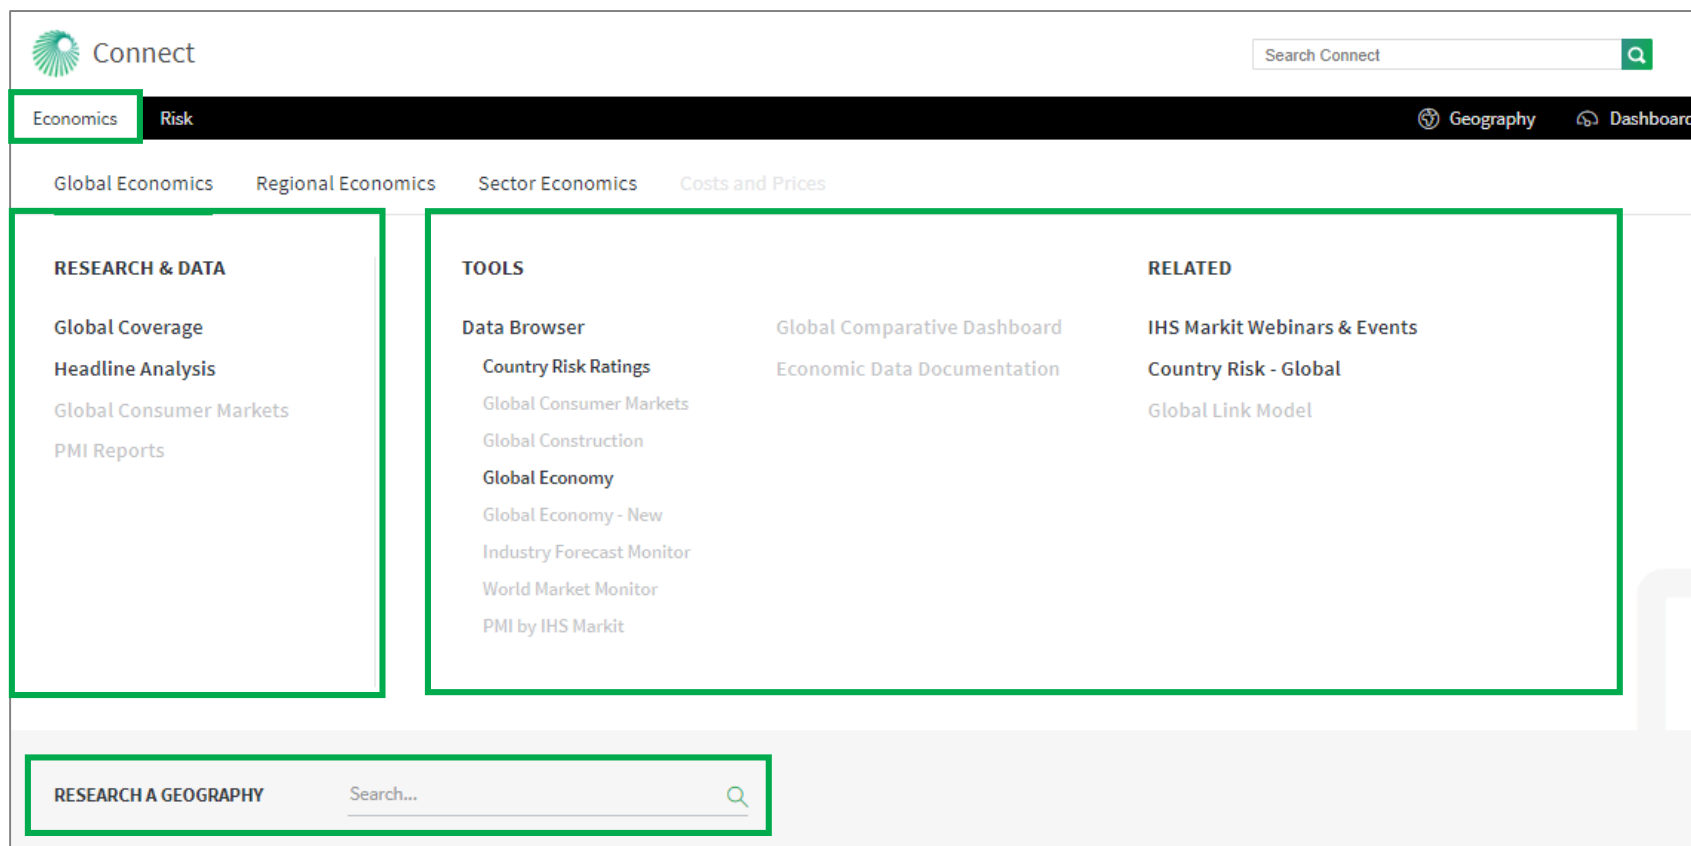 Connect
Search Connect
Economics
Risk
Geography
Dashboard
Global Economics
Regional Economics
Sector Economics
Costs and Prices
RESEARCH & DATA
Global Coverage
Headline Analysis
Global Consumer Markets
PMI Reports
TOOLS
Data Browser
Country Risk Ratings
Global Consumer Markets
Global Construction
Global Economy
Global Economy - New
Industry Forecast Monitor
World Market Monitor
PMI by IHS Markit
Global Comparative Dashboard
Economic Data Documentation
RELATED
IHS Markit Webinars & Events
Country Risk - Global
Global Link Model
RESEARCH A GEOGRAPHY
Search...